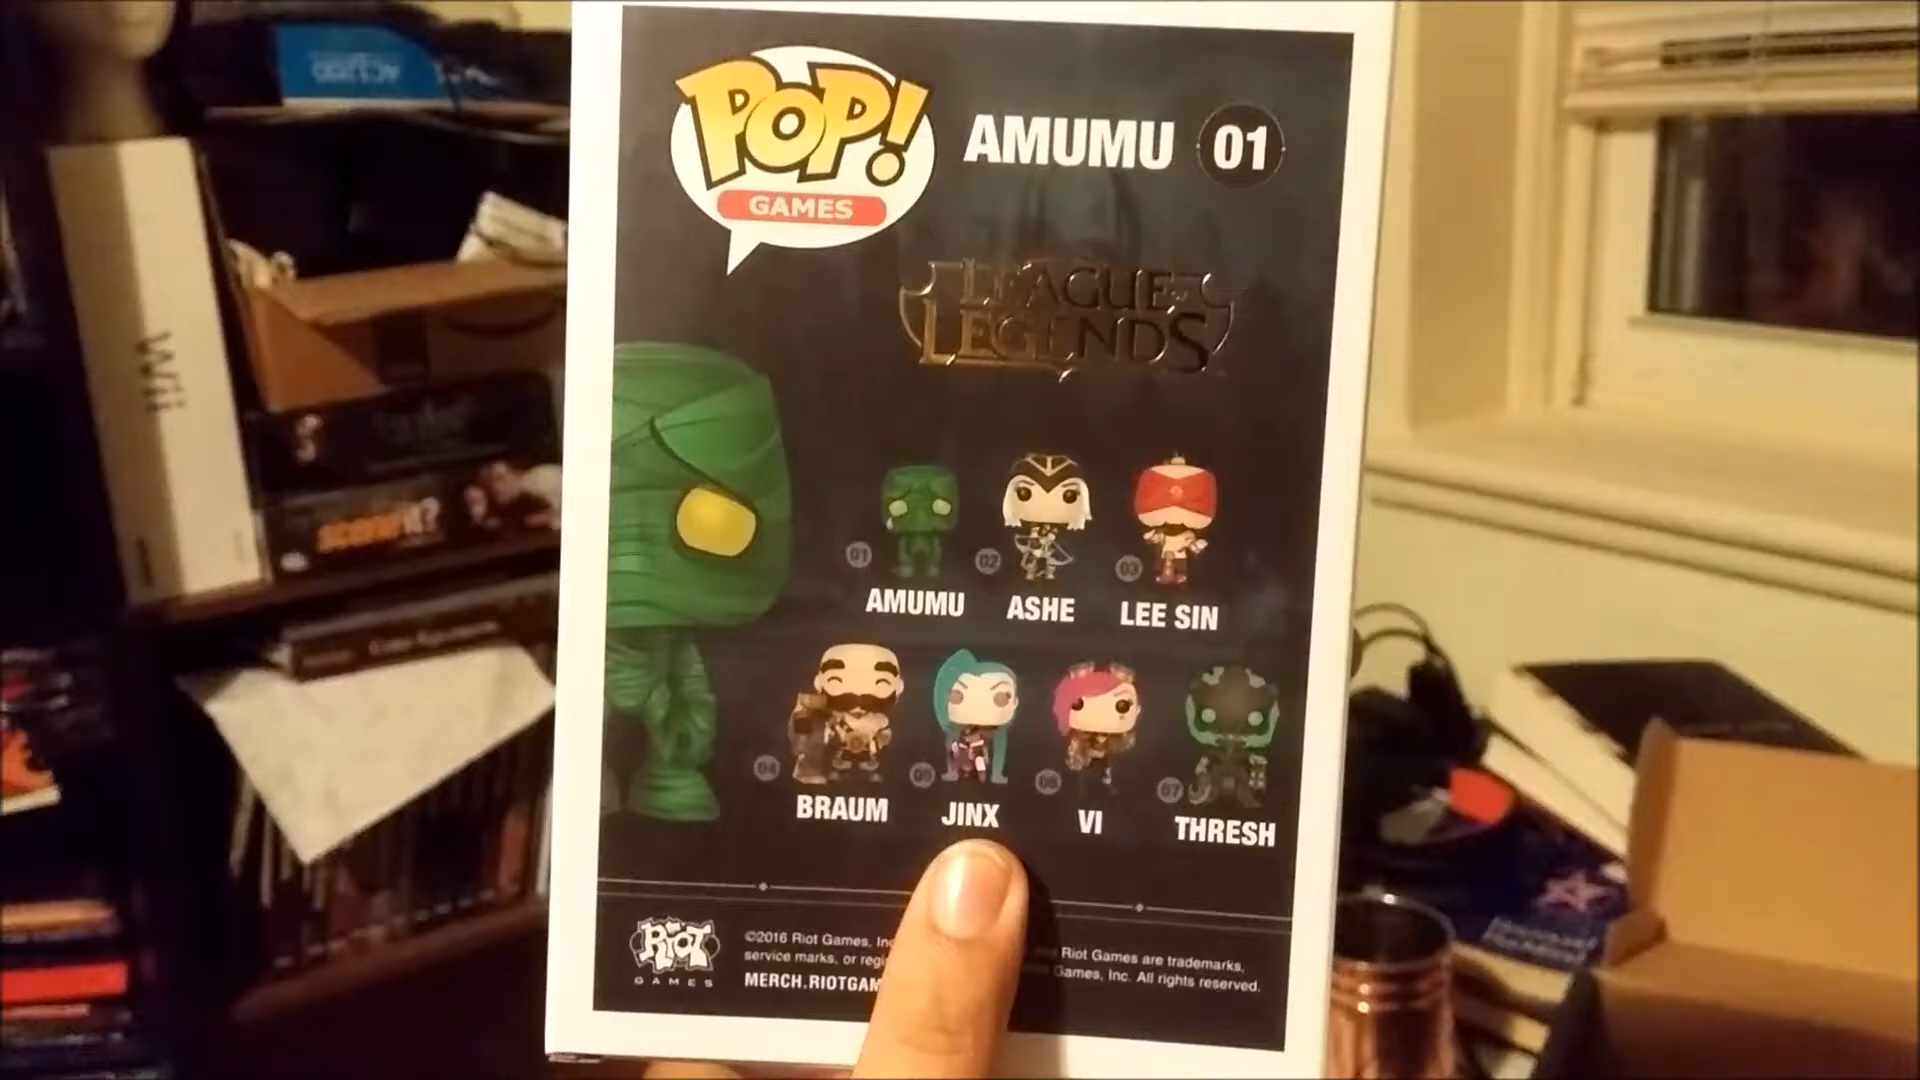 POP!
GAMES
AMUMU 01
LEAGUE OF
LEGENDS
01 02 03
AMUMU ASHE LEE SIN
04 05 06 07
BRAUM JINX VI THRESH
RIOT
GAMES
©2016 Riot Games, Inc Riot Games are trademarks,
service marks, or regi Games, Inc. All rights reserved.
MERCH.RIOTGAM
Wii
scene it?